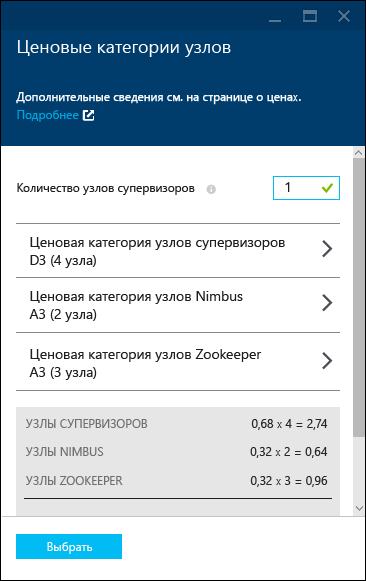 Ценовые категории узлов
Дополнительные сведения см. на странице о ценах.
Подробнее
Количество узлов супервизоров 1
Ценовая категория узлов супервизоров
D3 (4 узла)
Ценовая категория узлов Nimbus
A3 (2 узла)
Ценовая категория узлов Zookeeper
A3 (3 узла)
УЗЛЫ СУПЕРВИЗОРОВ 0,68 x 4 = 2,74
УЗЛЫ NIMBUS 0,32 x 2 = 0,64
УЗЛЫ ZOOKEEPER 0,32 x 3 = 0,96
Выбрать